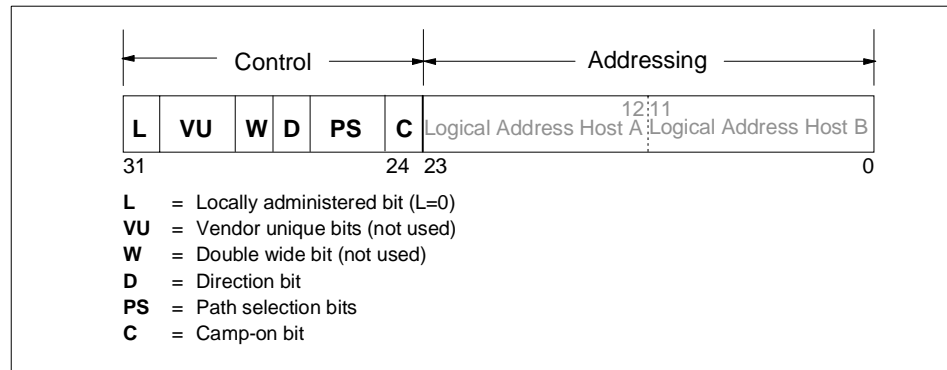 Control Addressing
12 11
L VU W D PS C Logical Address Host A Logical Address Host B
31 24 23 0
L = Locally administered bit (L=0)
VU = Vendor unique bits (not used)
W = Double wide bit (not used)
D = Direction bit
PS = Path selection bits
C = Camp-on bit